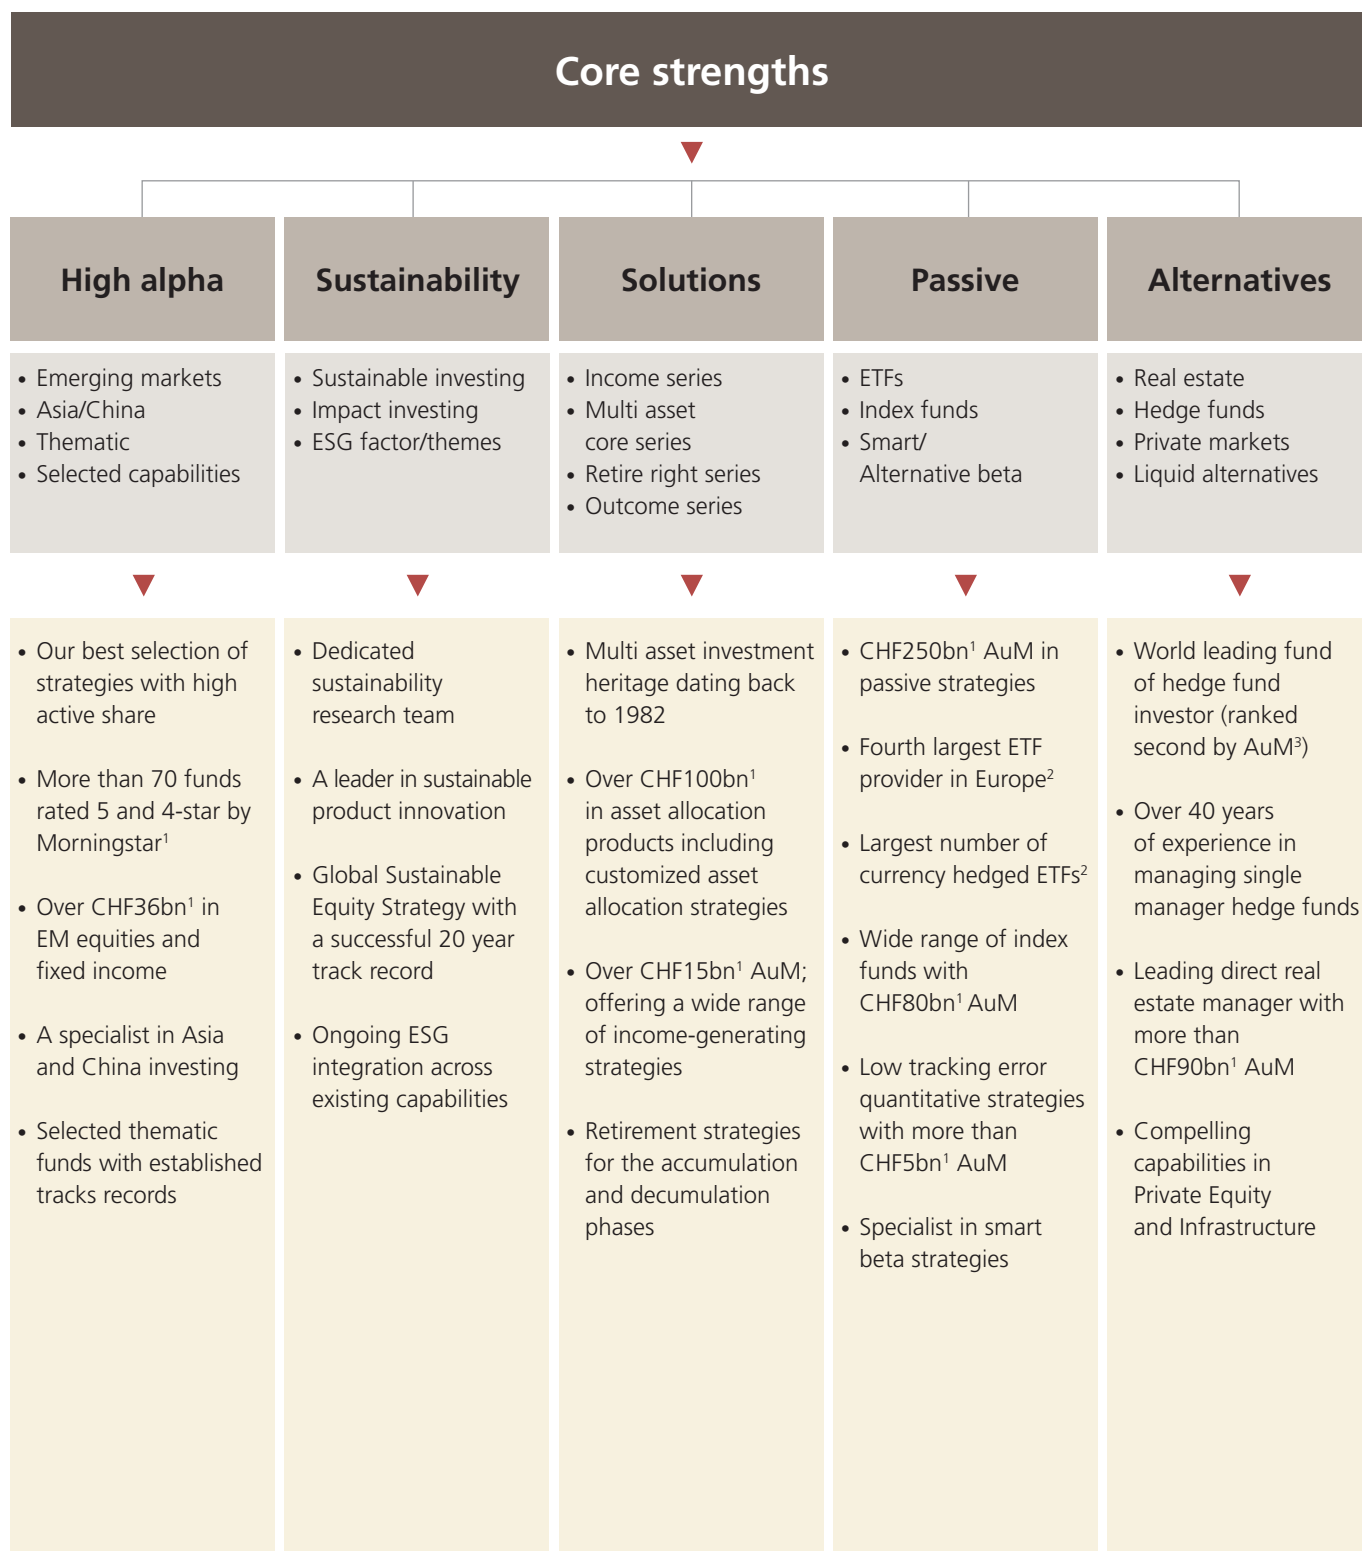 Core strengths
High alpha
Sustainability
Solutions
Passive
Alternatives
• Emerging markets
• Asia/China
• Thematic
• Selected capabilities
• Sustainable investing
• Impact investing
• ESG factor/themes
• Income series
• Multi asset
core series
• Retire right series
• Outcome series
• ETFs
• Index funds
• Smart/
Alternative beta
• Real estate
• Hedge funds
• Private markets
• Liquid alternatives
• Our best selection of
strategies with high
active share
• More than 70 funds
rated 5 and 4-star by
Morningstar¹
• Over CHF36bn¹ in
EM equities and
fixed income
• A specialist in Asia
and China investing
• Selected thematic
funds with established
tracks records
• Dedicated
sustainability
research team
• A leader in sustainable
product innovation
• Global Sustainable
Equity Strategy with
a successful 20 year
track record
• Ongoing ESG
integration across
existing capabilities
• Multi asset investment
heritage dating back
to 1982
• Over CHF100bn¹
in asset allocation
products including
customized asset
allocation strategies
• Over CHF15bn¹ AuM;
offering a wide range
of income-generating
strategies
• Retirement strategies
for the accumulation
and decumulation
phases
• CHF250bn¹ AuM in
passive strategies
• Fourth largest ETF
provider in Europe²
• Largest number of
currency hedged ETFs²
• Wide range of index
funds with
CHF80bn¹ AuM
• Low tracking error
quantitative strategies
with more than
CHF5bn¹ AuM
• Specialist in smart
beta strategies
• World leading fund
of hedge fund
investor (ranked
second by AuM³)
• Over 40 years
of experience in
managing single
manager hedge funds
• Leading direct real
estate manager with
more than
CHF90bn¹ AuM
• Compelling
capabilities in
Private Equity
and Infrastructure